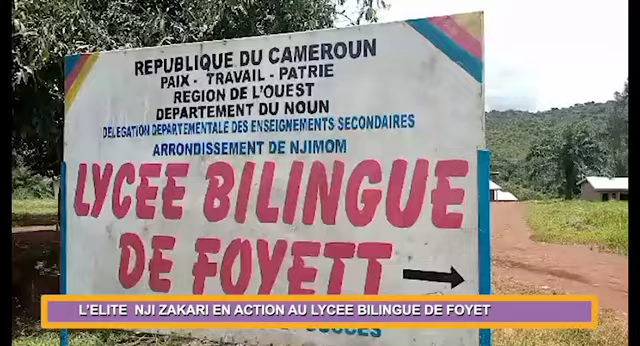 REPUBLIQUE DU CAMEROUN
PAIX - TRAVAIL - PATRIE
REGION DE L'OUEST
DEPARTEMENT DU NOUN
DELEGATION DEPARTEMENTALE DES ENSEIGNEMENTS SECONDAIRES
ARRONDISSEMENT DE NJIMOM
LYCEE BILINGUE
DE FOYETT
L'ELITE NJI ZAKARI EN ACTION AU LYCEE BILINGUE DE FOYET